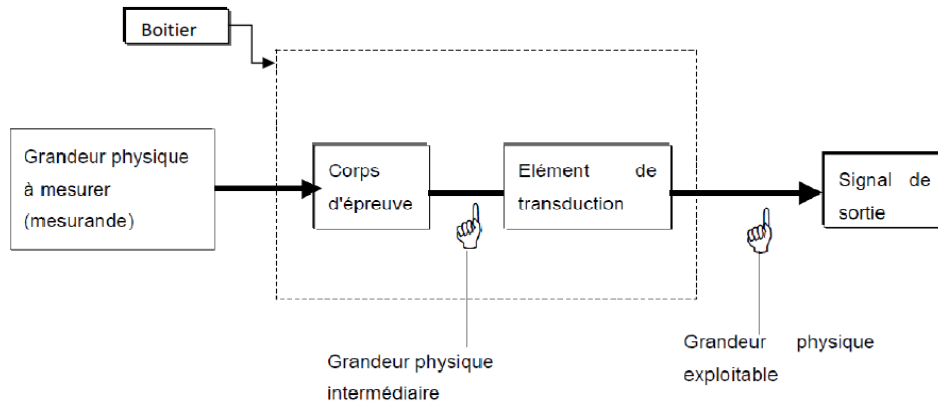 Boitier
Grandeur physique
à mesurer
(mesurande)
Corps
d'épreuve
Elément de
transduction
Signal de
sortie
Grandeur physique
intermédiaire
Grandeur physique
exploitable